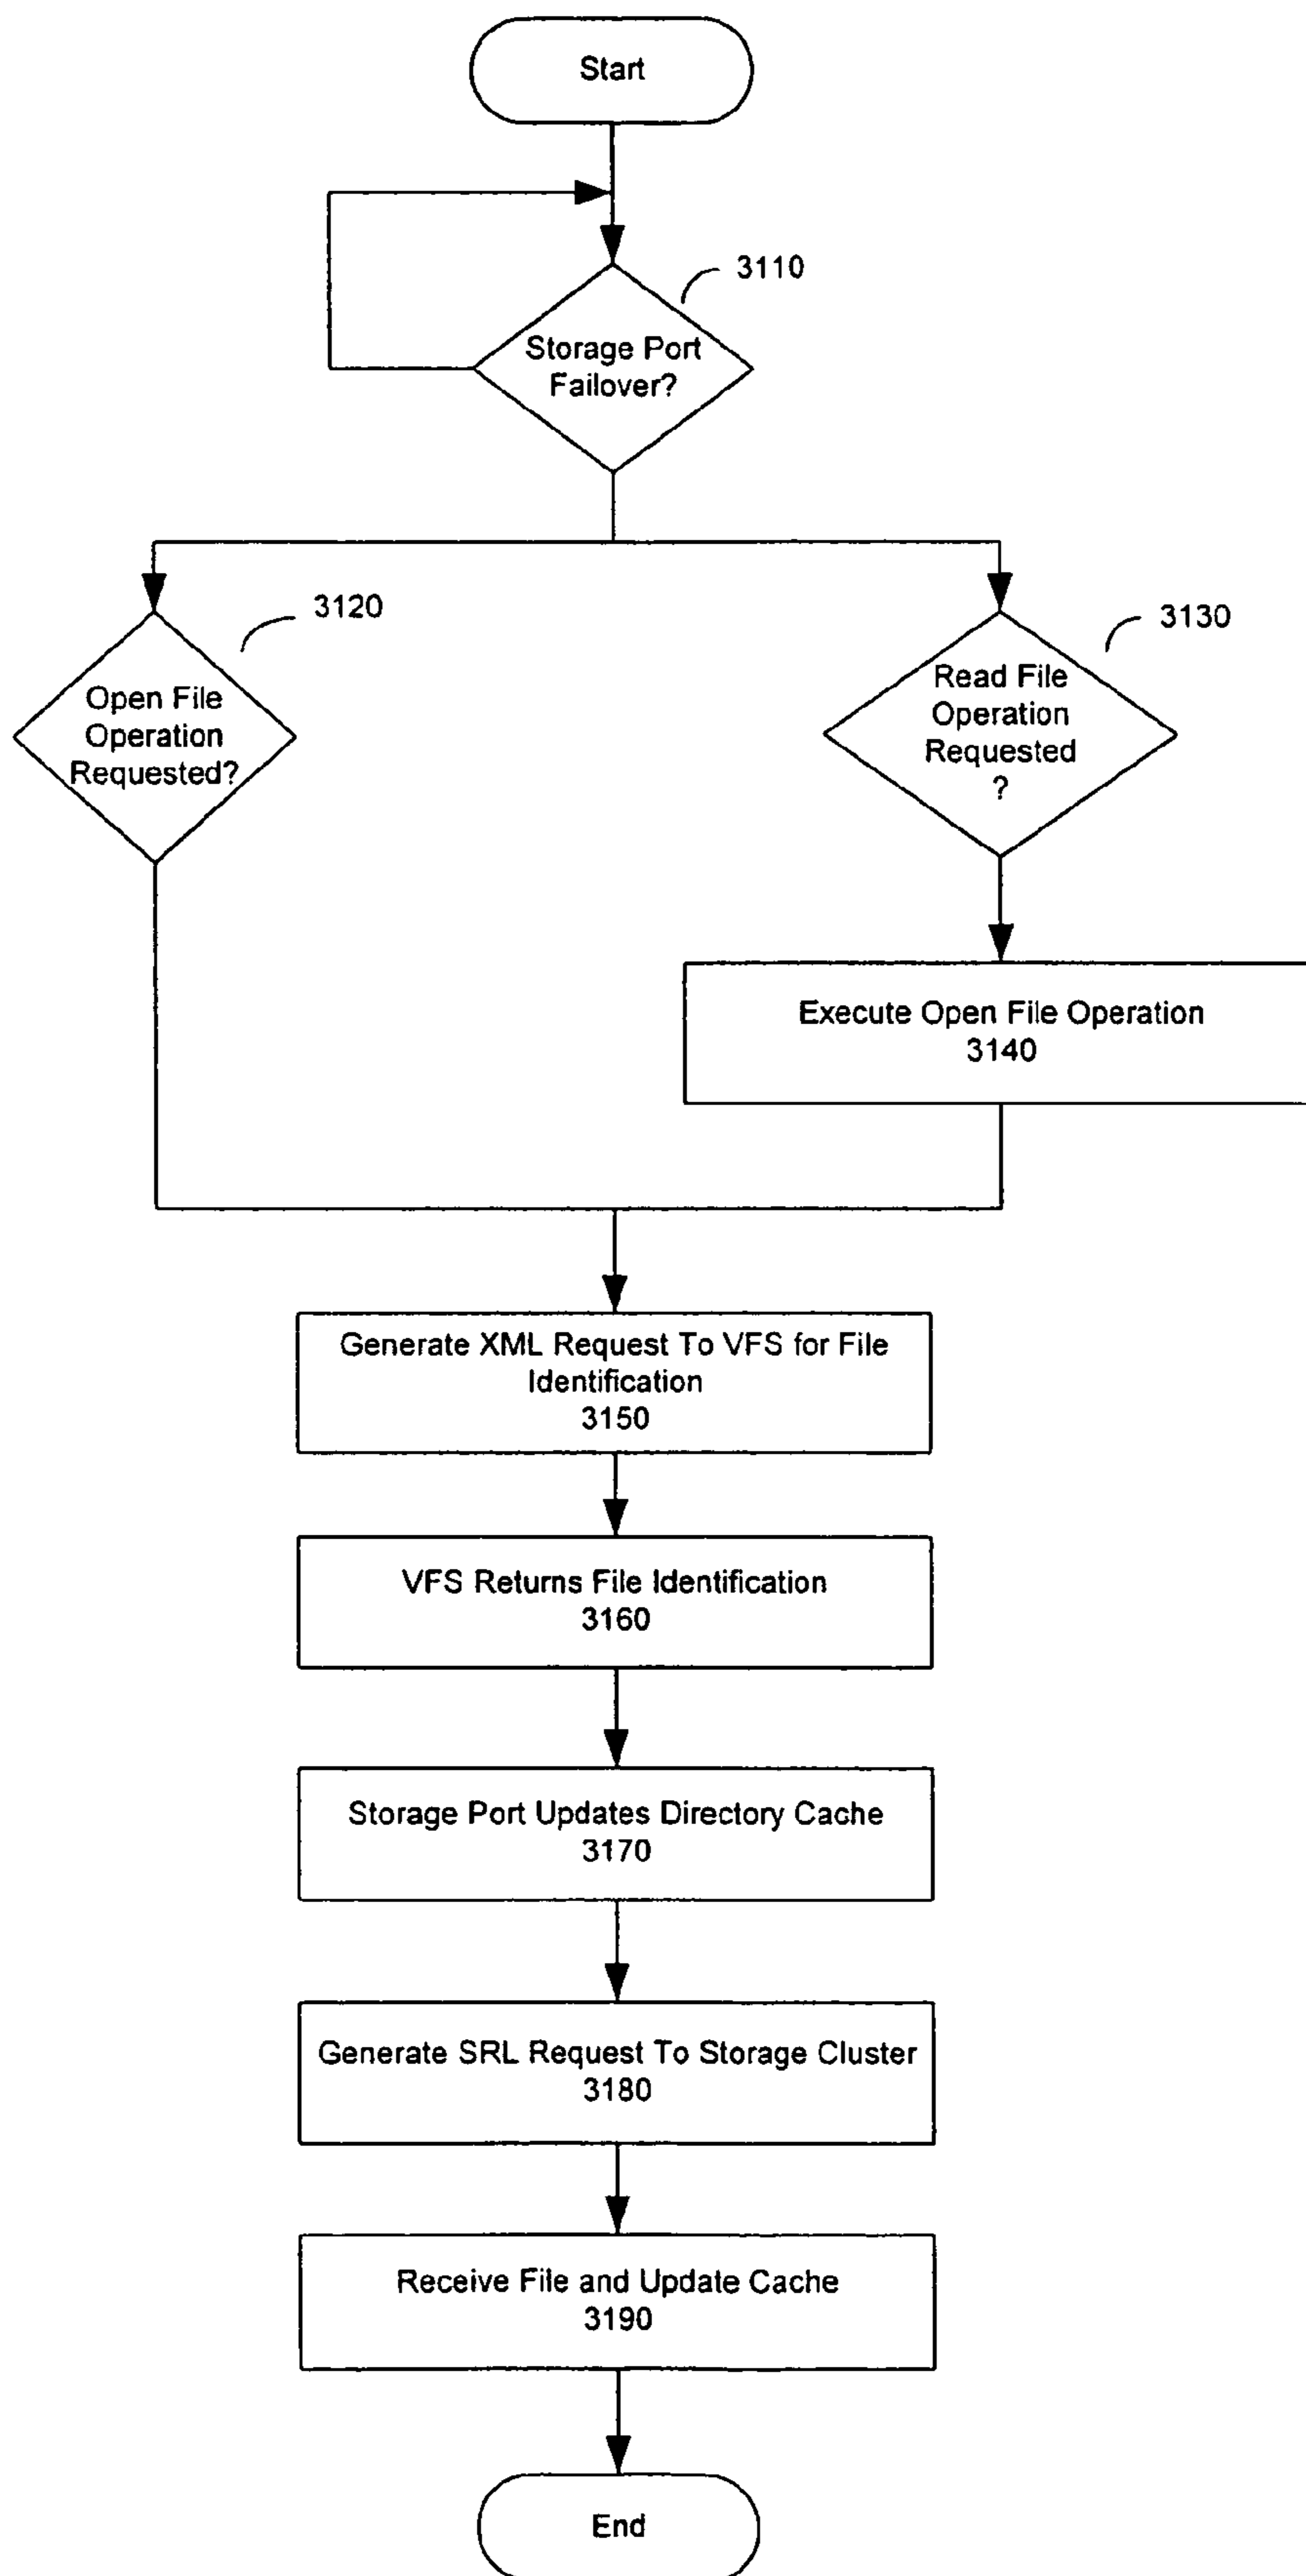 Start
3110
Storage Port
Failover?
3120
Open File
Operation
Requested?
3130
Read File
Operation
Requested
?
Execute Open File Operation
3140
Generate XML Request To VFS for File
Identification
3150
VFS Returns File Identification
3160
Storage Port Updates Directory Cache
3170
Generate SRL Request To Storage Cluster
3180
Receive File and Update Cache
3190
End